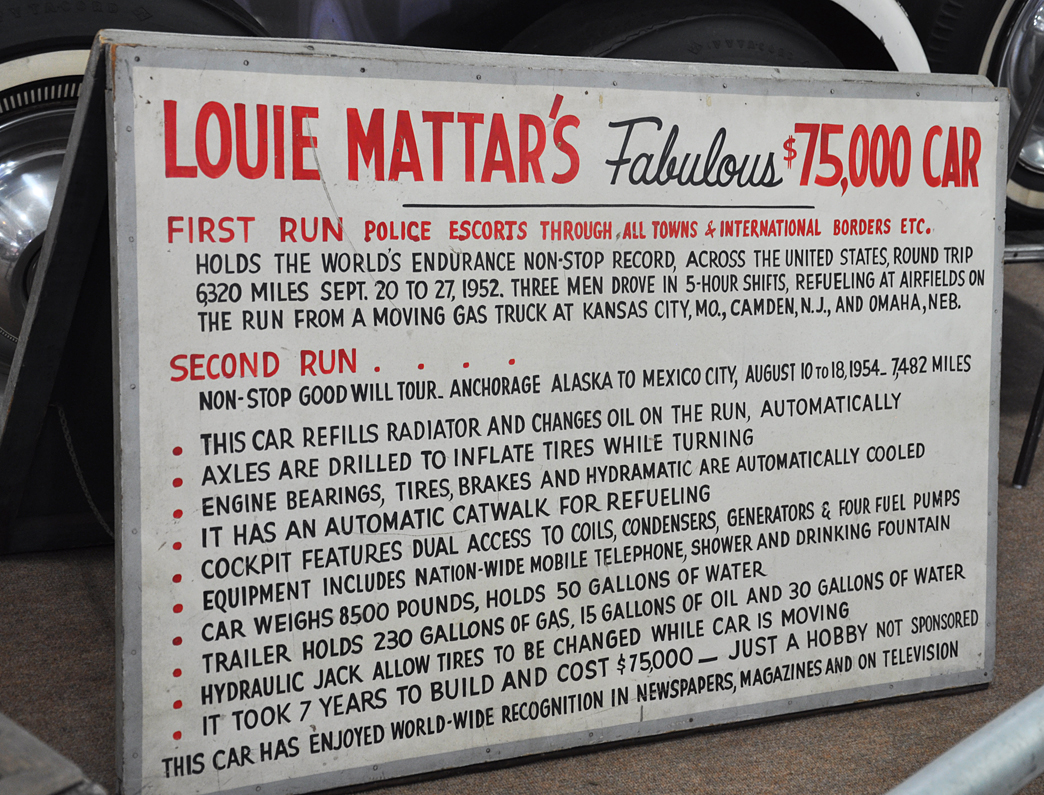 LOUIE MATTAR'S Fabulous $75,000 CAR
FIRST RUN POLICE ESCORTS THROUGH ALL TOWNS & INTERNATIONAL BORDERS ETC.
HOLDS THE WORLD'S ENDURANCE NON-STOP RECORD, ACROSS THE UNITED STATES, ROUND TRIP
6320 MILES SEPT. 20 TO 27, 1952. THREE MEN DROVE IN 5-HOUR SHIFTS, REFUELING AT AIRFIELDS ON
THE RUN FROM A MOVING GAS TRUCK AT KANSAS CITY, MO., CAMDEN, N.J., AND OMAHA, NEB.
SECOND RUN . . . .
NON-STOP GOOD WILL TOUR_ ANCHORAGE ALASKA TO MEXICO CITY, AUGUST 10 TO 18, 1954_ 7,482 MILES
• THIS CAR REFILLS RADIATOR AND CHANGES OIL ON THE RUN, AUTOMATICALLY
• AXLES ARE DRILLED TO INFLATE TIRES WHILE TURNING
• ENGINE BEARINGS, TIRES, BRAKES AND HYDRAMATIC ARE AUTOMATICALLY COOLED
• IT HAS AN AUTOMATIC CATWALK FOR REFUELING
• COCKPIT FEATURES DUAL ACCESS TO COILS, CONDENSERS, GENERATORS & FOUR FUEL PUMPS
• EQUIPMENT INCLUDES NATION-WIDE MOBILE TELEPHONE, SHOWER AND DRINKING FOUNTAIN
• CAR WEIGHS 8500 POUNDS, HOLDS 50 GALLONS OF WATER
• TRAILER HOLDS 230 GALLONS OF GAS, 15 GALLONS OF OIL AND 30 GALLONS OF WATER
• HYDRAULIC JACK ALLOW TIRES TO BE CHANGED WHILE CAR IS MOVING
• IT TOOK 7 YEARS TO BUILD AND COST $75,000 — JUST A HOBBY NOT SPONSORED
THIS CAR HAS ENJOYED WORLD-WIDE RECOGNITION IN NEWSPAPERS, MAGAZINES AND ON TELEVISION